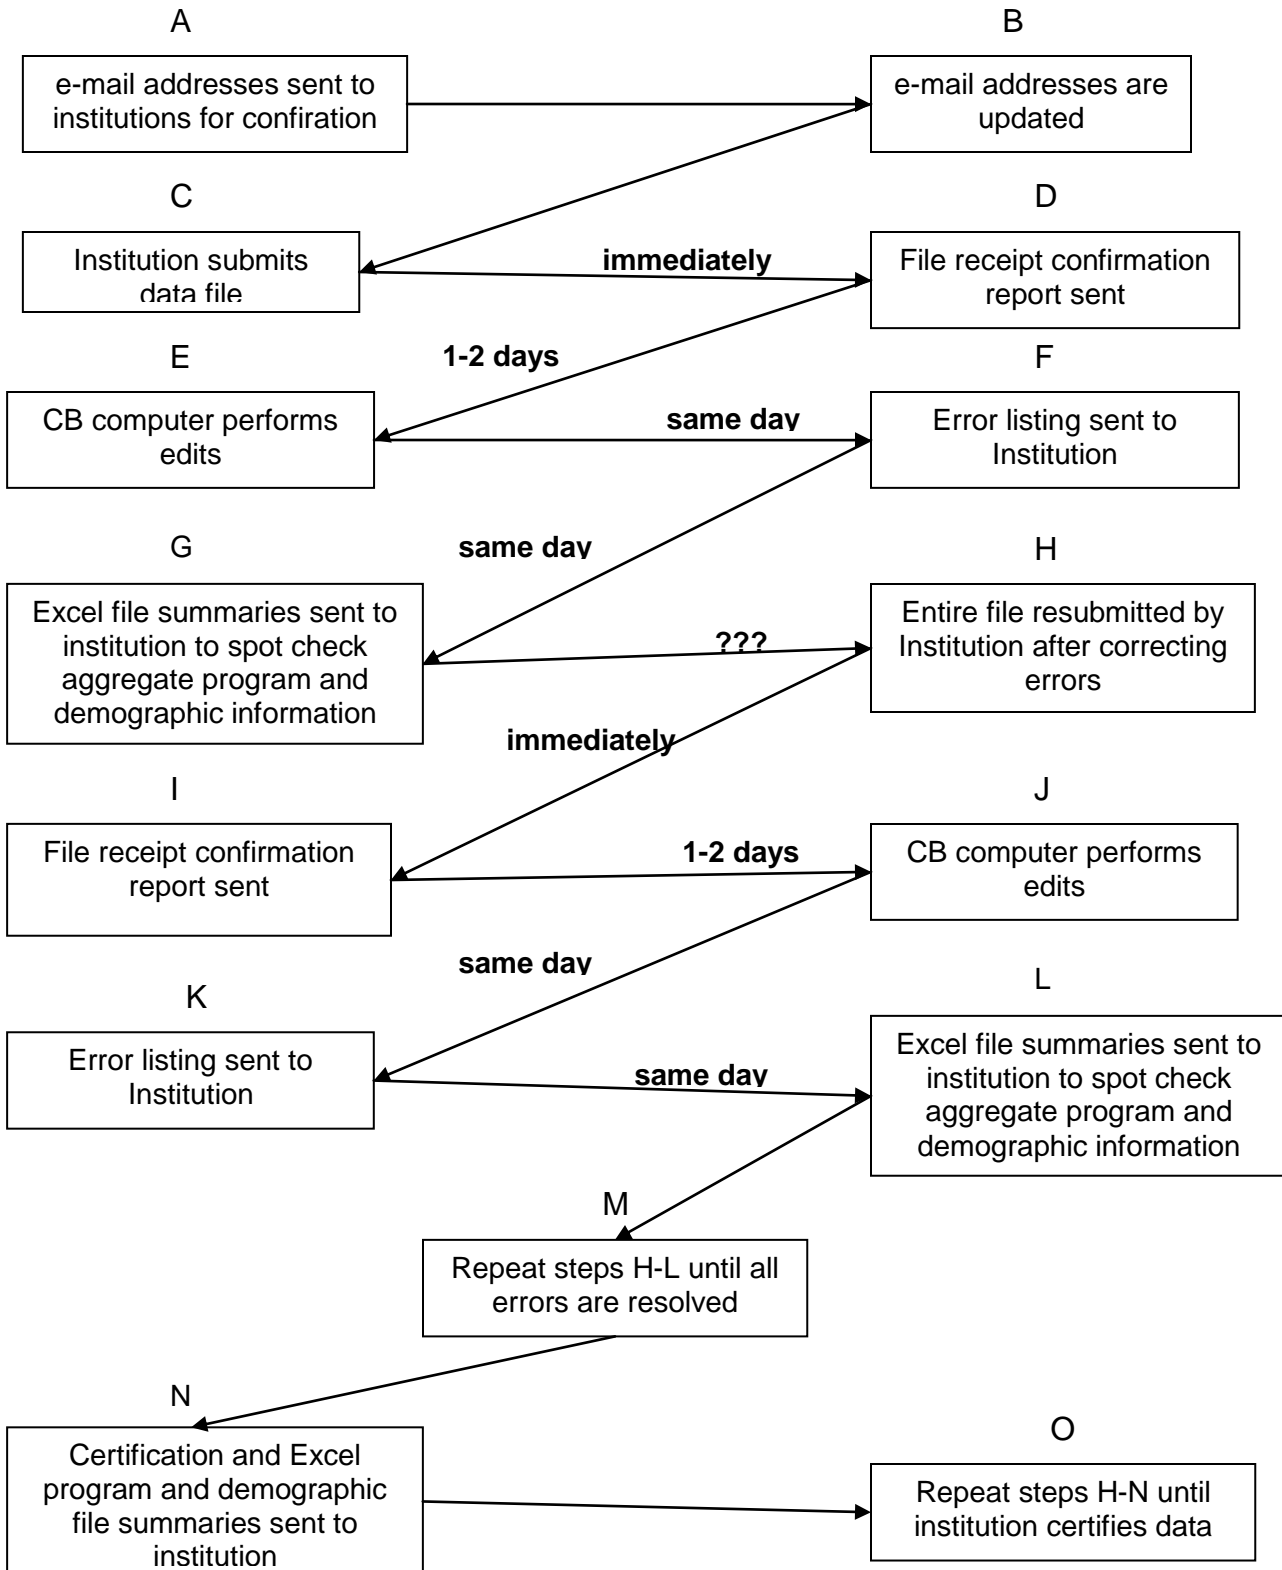 A
B
e-mail addresses sent to
institutions for confiration
e-mail addresses are
updated
C
D
Institution submits
data file
immediately
File receipt confirmation
report sent
E
1-2 days
F
CB computer performs
edits
same day
Error listing sent to
Institution
G
same day
H
Excel file summaries sent to
institution to spot check
aggregate program and
demographic information
???
Entire file resubmitted by
Institution after correcting
errors
immediately
I
J
File receipt confirmation
report sent
1-2 days
CB computer performs
edits
same day
K
L
Error listing sent to
Institution
same day
Excel file summaries sent to
institution to spot check
aggregate program and
demographic information
M
Repeat steps H-L until all
errors are resolved
N
O
Certification and Excel
program and demographic
file summaries sent to
institution
Repeat steps H-N until
institution certifies data